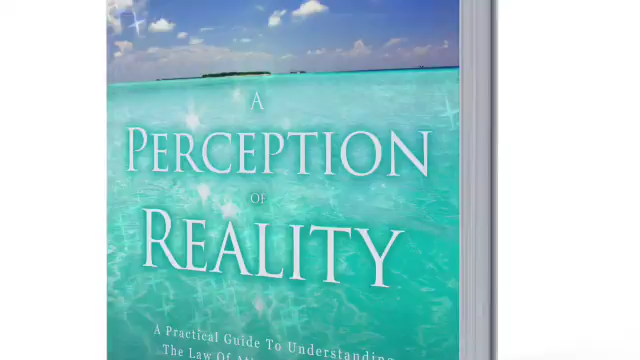 A
PERCEPTION
OF
REALITY
A Practical Guide To Understanding
The Law Of